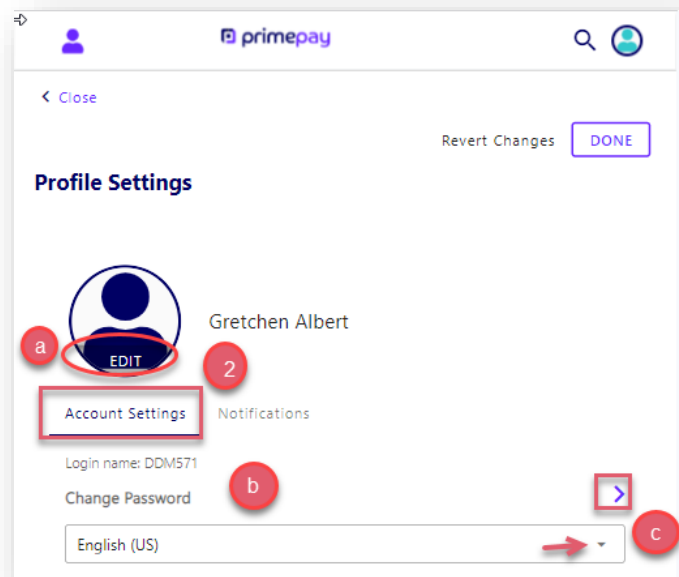 primepay
Close
Revert Changes DONE
Profile Settings
Gretchen Albert
a
EDIT
2
Account Settings Notifications
Login name: DDM571
b
Change Password
c
English (US)